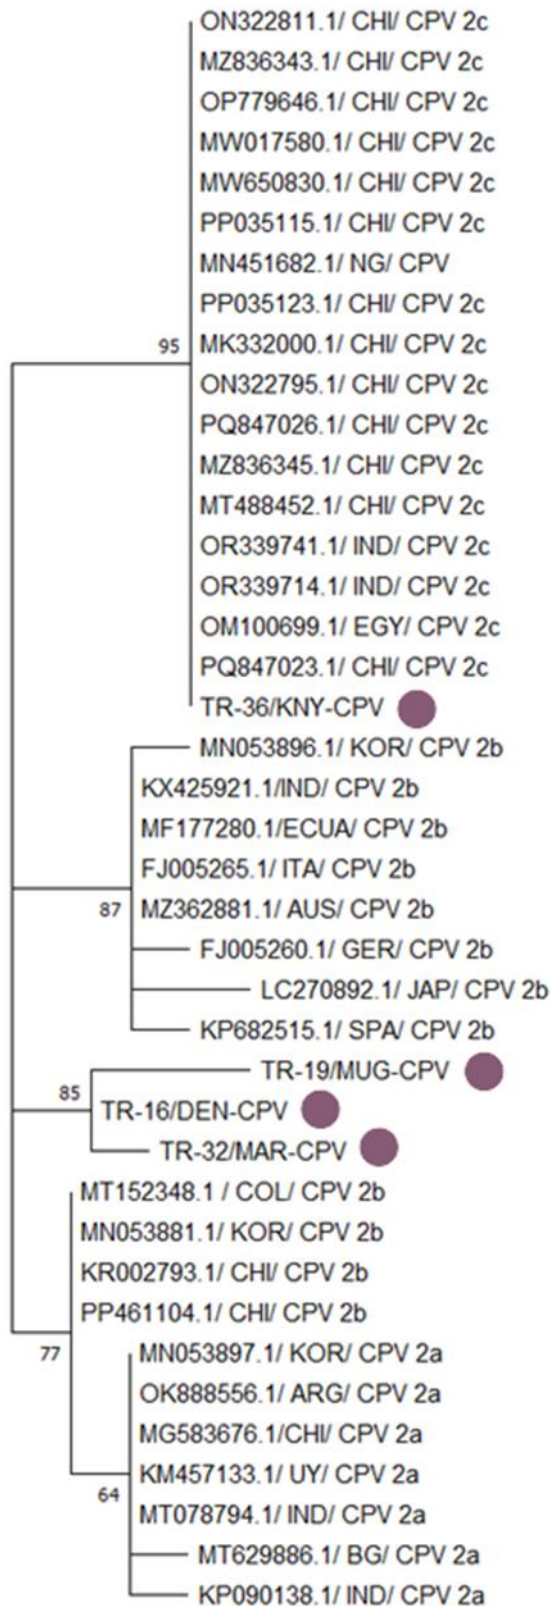 ON322811.1/ CHI/ CPV 2c
MZ836343.1/ CHI/ CPV 2c
OP779646.1/ CHI/ CPV 2c
MW017580.1/ CHI/ CPV 2c
MW650830.1/ CHI/ CPV 2c
PP035115.1/ CHI/ CPV 2c
MN451682.1/ NG/ CPV
PP035123.1/ CHI/ CPV 2c
95
MK332000.1/ CHI/ CPV 2c
ON322795.1/ CHI/ CPV 2c
PQ847026.1/ CHI/ CPV 2c
MZ836345.1/ CHI/ CPV 2c
MT488452.1/ CHI/ CPV 2c
OR339741.1/ IND/ CPV 2c
OR339714.1/ IND/ CPV 2c
OM100699.1/ EGY/ CPV 2c
PQ847023.1/ CHI/ CPV 2c
TR-36/KNY-CPV
MN053896.1/ KOR/ CPV 2b
KX425921.1/IND/ CPV 2b
MF177280.1/ECUA/ CPV 2b
FJ005265.1/ ITA/ CPV 2b
87
MZ362881.1/ AUS/ CPV 2b
FJ005260.1/ GER/ CPV 2b
LC270892.1/ JAP/ CPV 2b
KP682515.1/ SPA/ CPV 2b
TR-19/MUG-CPV
85
TR-16/DEN-CPV
TR-32/MAR-CPV
MT152348.1 / COL/ CPV 2b
MN053881.1/ KOR/ CPV 2b
KR002793.1/ CHI/ CPV 2b
PP461104.1/ CHI/ CPV 2b
77
MN053897.1/ KOR/ CPV 2a
OK888556.1/ ARG/ CPV 2a
MG583676.1/CHI/ CPV 2a
KM457133.1/ UY/ CPV 2a
64
MT078794.1/ IND/ CPV 2a
MT629886.1/ BG/ CPV 2a
KP090138.1/ IND/ CPV 2a